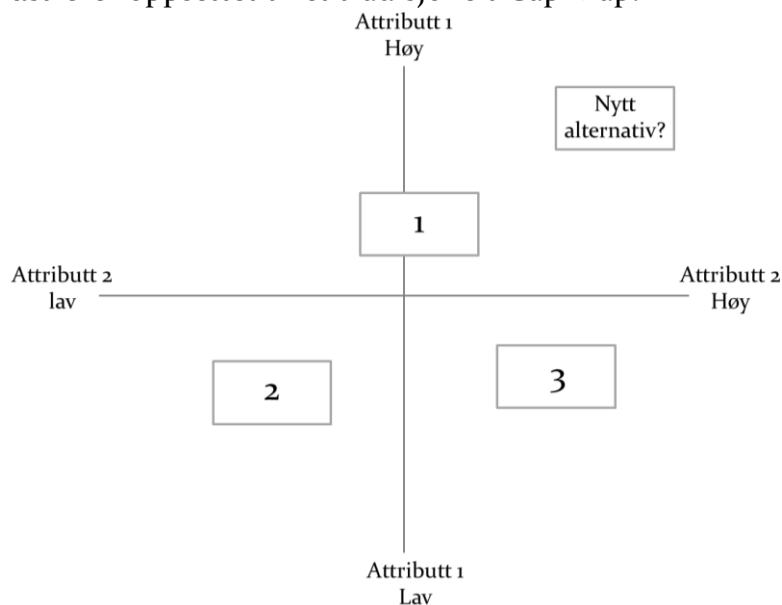 Attributt 1
Høy
Nytt
alternativ?
1
Attributt 2
lav
Attributt 2
Høy
2
3
Attributt 1
Lav